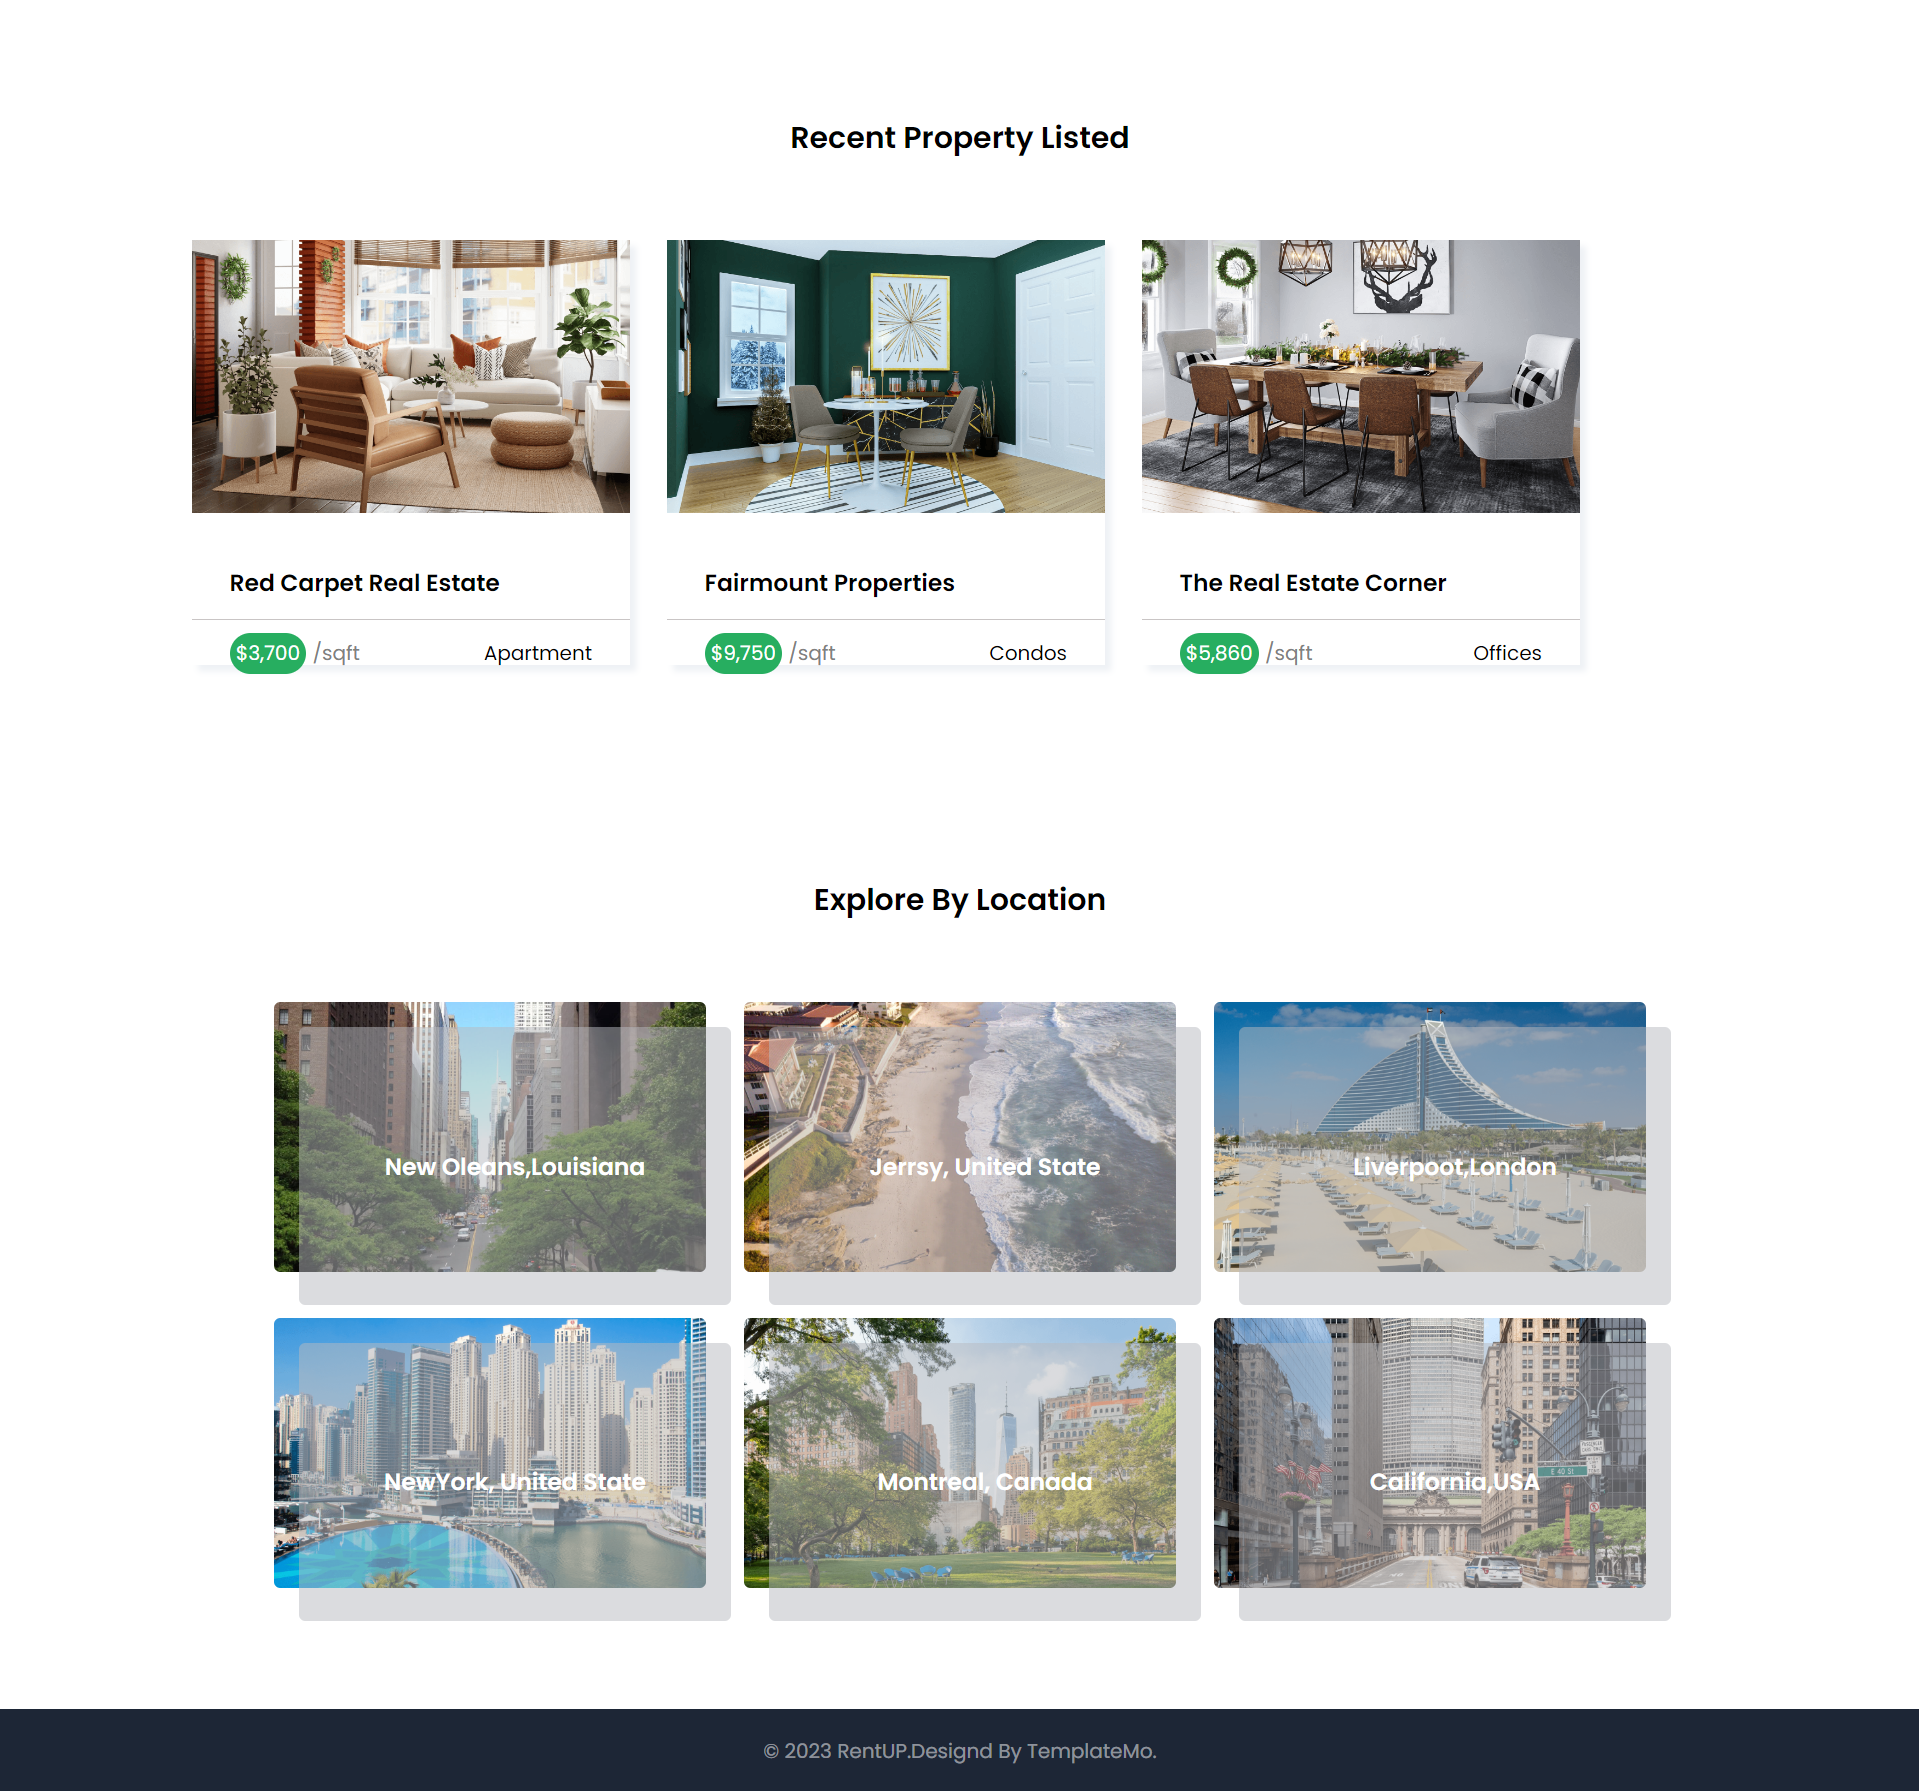 Recent Property Listed
Red Carpet Real Estate
$3,700 /sqft Apartment
Fairmount Properties
$9,750 /sqft Condos
The Real Estate Corner
$5,860 /sqft Offices
Explore By Location
New Oleans,Louisiana
Jerrsy, United State
Liverpoot,London
NewYork, United State
Montreal, Canada
California,USA
E 40 St
© 2023 RentUP.Designd By TemplateMo.